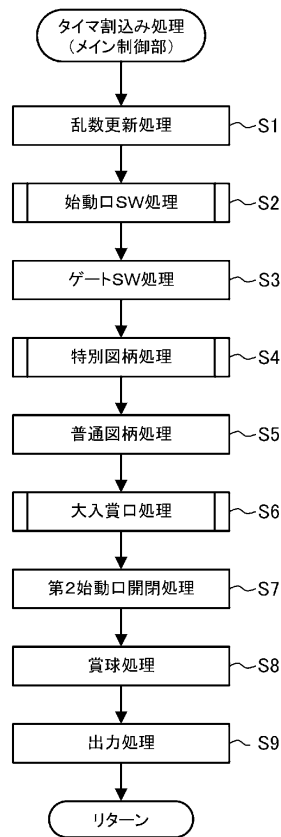 タイマ割込み処理
（メイン制御部）
乱数更新処理 S1
始動口SW処理 S2
ゲートSW処理 S3
特別図柄処理 S4
普通図柄処理 S5
大入賞口処理 S6
第2始動口開閉処理 S7
賞球処理 S8
出力処理 S9
リターン